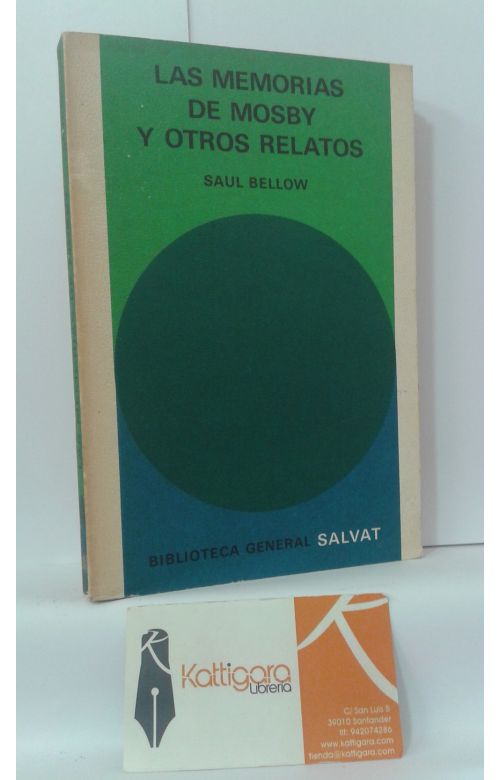 LAS MEMORIAS
DE MOSBY
Y OTROS RELATOS
SAUL BELLOW
BIBLIOTECA GENERAL SALVAT
Kattigara
Librería
C/ San Luis 8
39010 Santander
tlf: 942074286
www.kattigara.com
tienda@kattigara.com